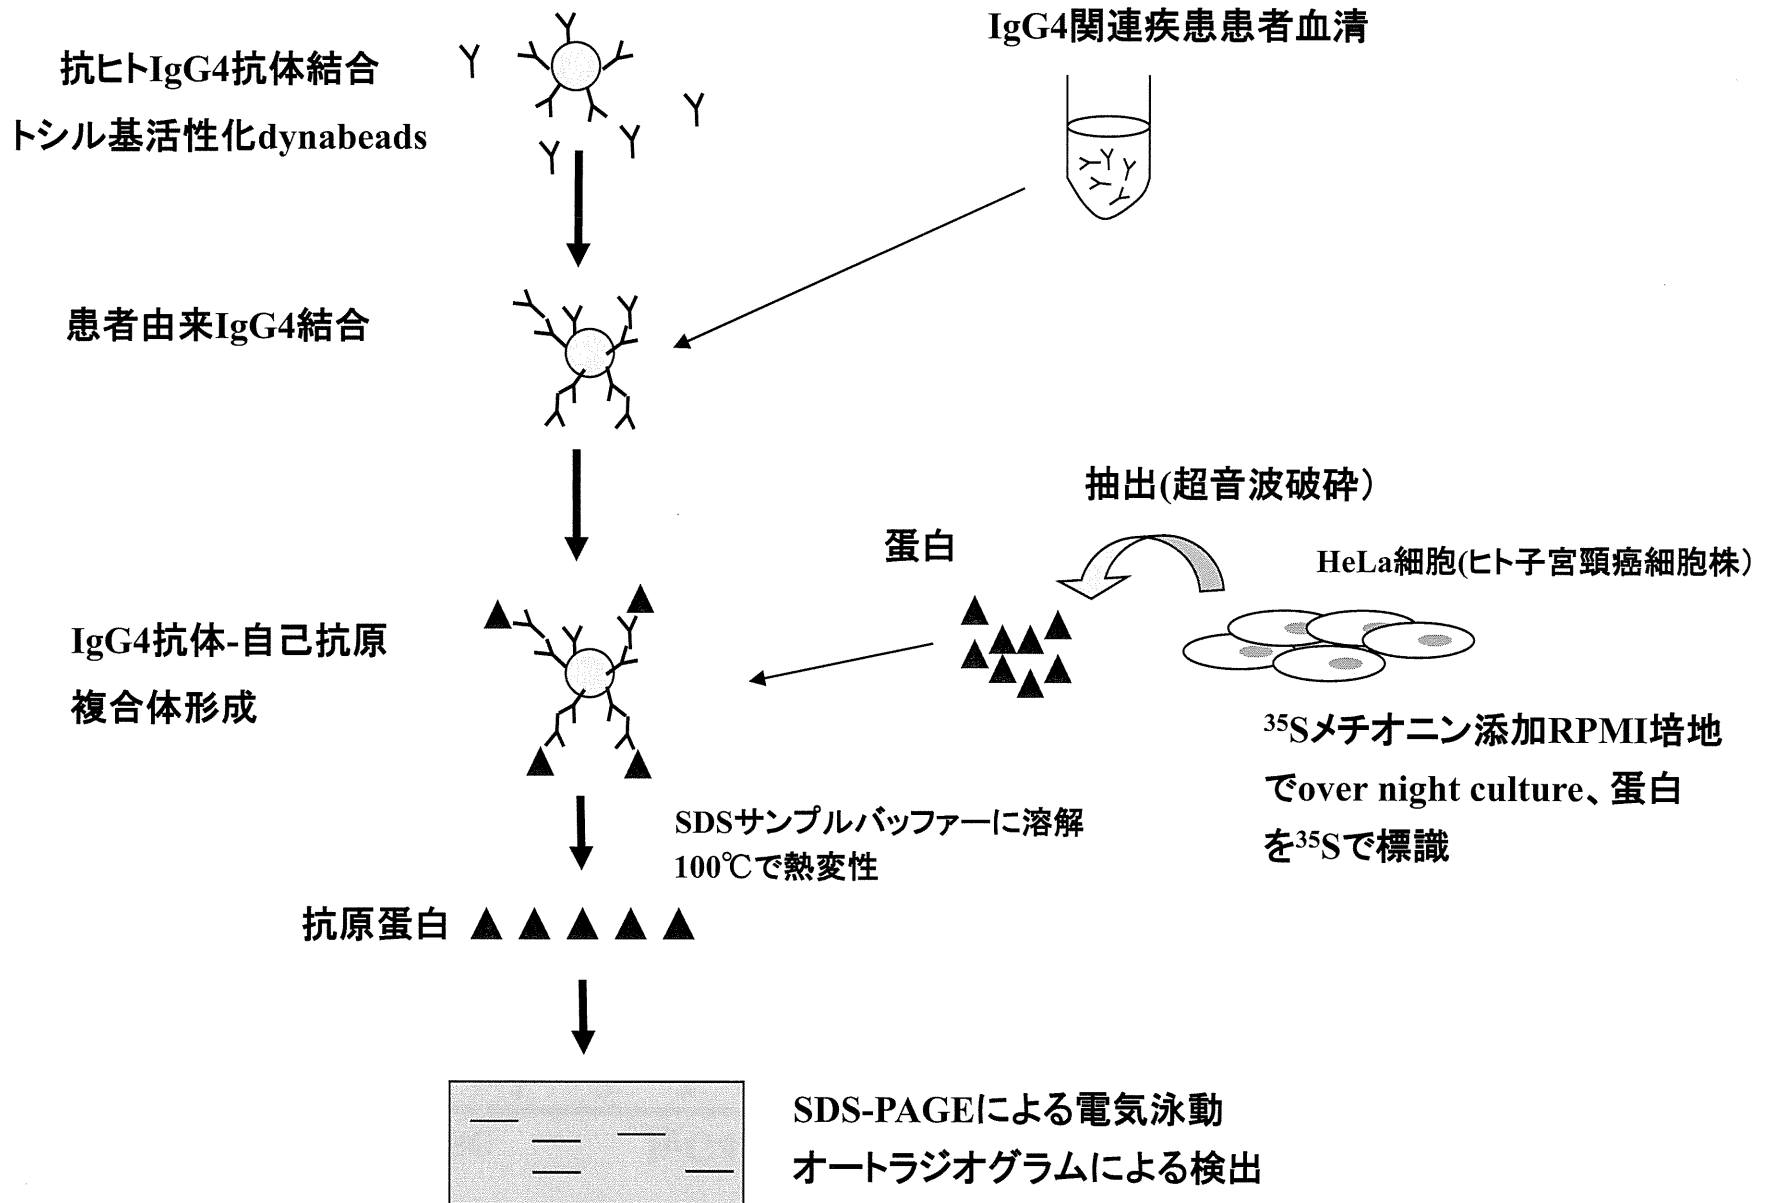 IgG4関連疾患患者血清
抗ヒトIgG4抗体結合
トシル基活性化dynabeads
患者由来IgG4結合
抽出(超音波破砕）
蛋白
HeLa細胞(ヒト子宮頸癌細胞株）
IgG4抗体-自己抗原
複合体形成
³⁵Sメチオニン添加RPMI培地
でover night culture、蛋白
を³⁵Sで標識
SDSサンプルバッファーに溶解
100℃で熱変性
抗原蛋白
SDS-PAGEによる電気泳動
オートラジオグラムによる検出